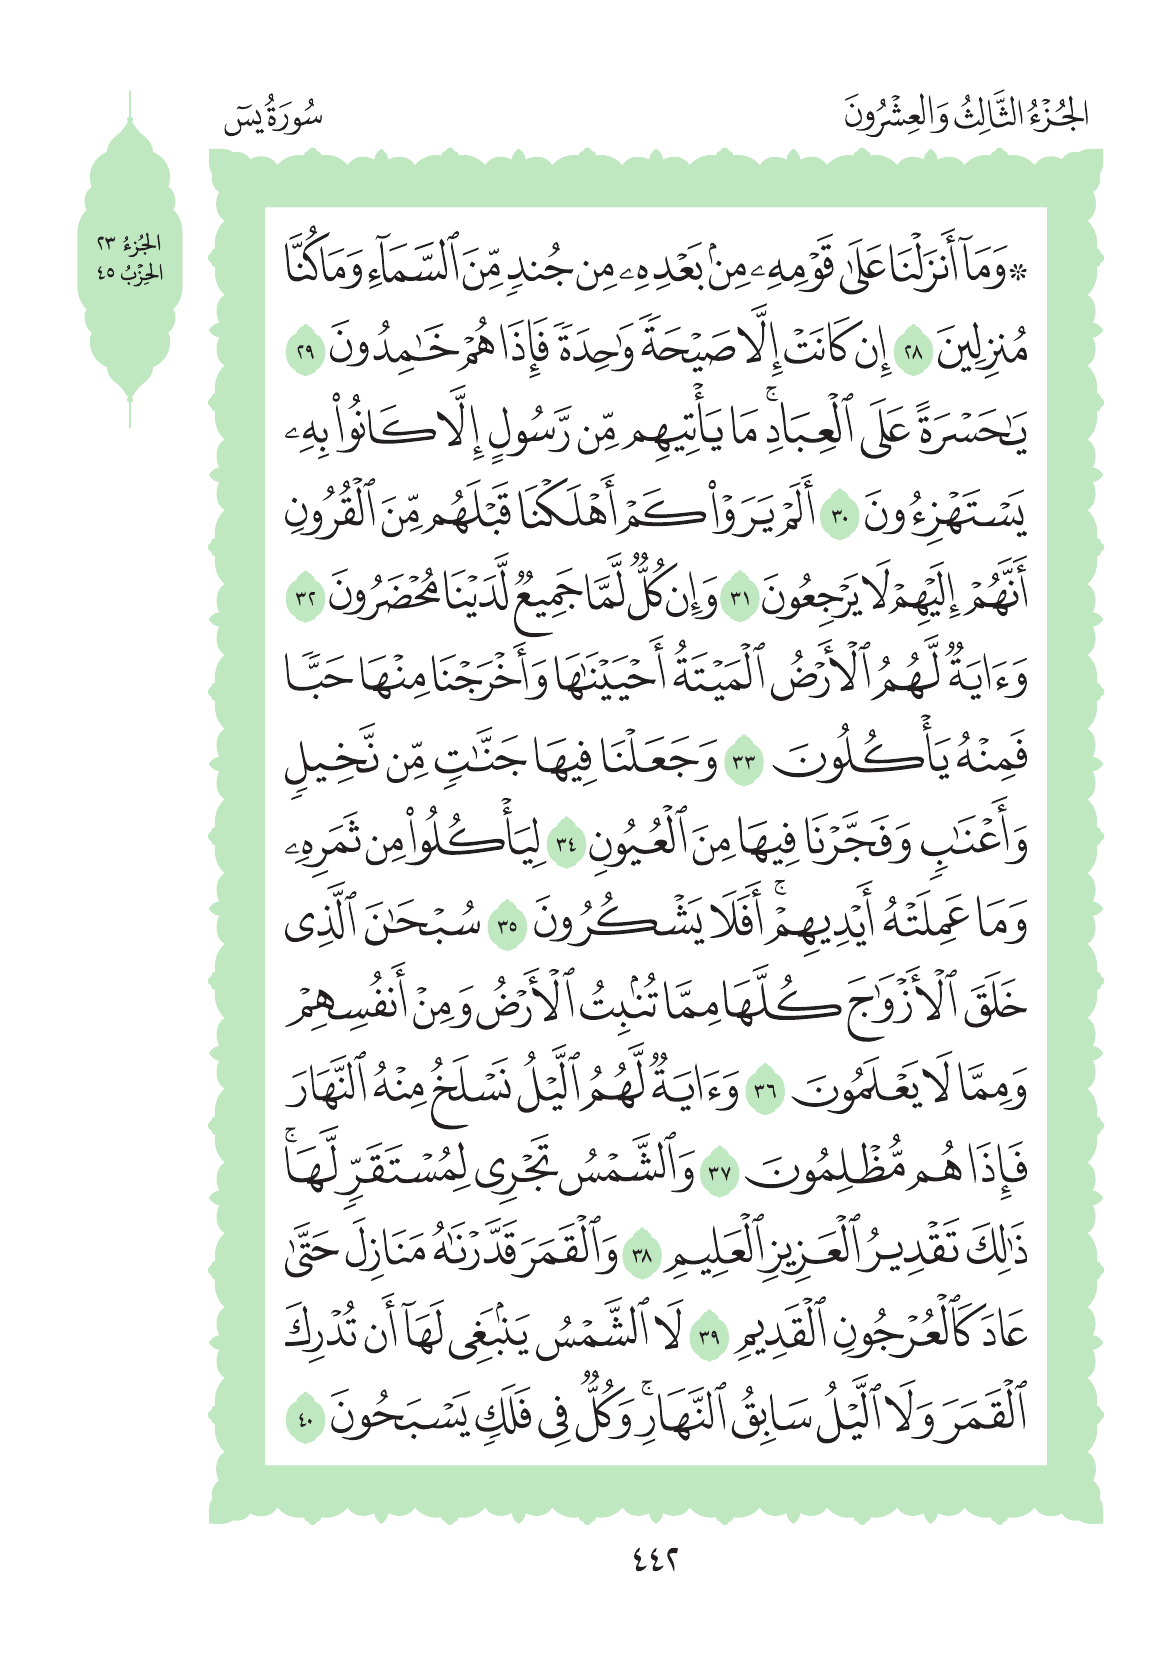 الجُزْءُ الثَّالِثُ وَالعِشْرُونَ
سُورَةُ يسٓ
الجُزءُ ٢٣
الحِزْبُ ٤٥
۞ وَمَآ أَنزَلْنَا عَلَىٰ قَوْمِهِۦ مِنۢ بَعْدِهِۦ مِن جُندٍ مِّنَ ٱلسَّمَآءِ وَمَا كُنَّا
مُنزِلِينَ ٢٨ إِن كَانَتْ إِلَّا صَيْحَةً وَٰحِدَةً فَإِذَا هُمْ خَـٰمِدُونَ ٢٩
يَـٰحَسْرَةً عَلَى ٱلْعِبَادِۚ مَا يَأْتِيهِم مِّن رَّسُولٍ إِلَّا كَانُوا۟ بِهِۦ
يَسْتَهْزِءُونَ ٣٠ أَلَمْ يَرَوْا۟ كَمْ أَهْلَكْنَا قَبْلَهُم مِّنَ ٱلْقُرُونِ
أَنَّهُمْ إِلَيْهِمْ لَا يَرْجِعُونَ ٣١ وَإِن كُلٌّ لَّمَّا جَمِيعٌ لَّدَيْنَا مُحْضَرُونَ ٣٢
وَءَايَةٌ لَّهُمُ ٱلْأَرْضُ ٱلْمَيْتَةُ أَحْيَيْنَـٰهَا وَأَخْرَجْنَا مِنْهَا حَبًّا
فَمِنْهُ يَأْكُلُونَ ٣٣ وَجَعَلْنَا فِيهَا جَنَّـٰتٍ مِّن نَّخِيلٍ
وَأَعْنَـٰبٍ وَفَجَّرْنَا فِيهَا مِنَ ٱلْعُيُونِ ٣٤ لِيَأْكُلُوا۟ مِن ثَمَرِهِۦ
وَمَا عَمِلَتْهُ أَيْدِيهِمْۚ أَفَلَا يَشْكُرُونَ ٣٥ سُبْحَـٰنَ ٱلَّذِى
خَلَقَ ٱلْأَزْوَٰجَ كُلَّهَا مِمَّا تُنۢبِتُ ٱلْأَرْضُ وَمِنْ أَنفُسِهِمْ
وَمِمَّا لَا يَعْلَمُونَ ٣٦ وَءَايَةٌ لَّهُمُ ٱلَّيْلُ نَسْلَخُ مِنْهُ ٱلنَّهَارَ
فَإِذَا هُم مُّظْلِمُونَ ٣٧ وَٱلشَّمْسُ تَجْرِى لِمُسْتَقَرٍّ لَّهَاۚ
ذَٰلِكَ تَقْدِيرُ ٱلْعَزِيزِ ٱلْعَلِيمِ ٣٨ وَٱلْقَمَرَ قَدَّرْنَـٰهُ مَنَازِلَ حَتَّىٰ
عَادَ كَٱلْعُرْجُونِ ٱلْقَدِيمِ ٣٩ لَا ٱلشَّمْسُ يَنۢبَغِى لَهَآ أَن تُدْرِكَ
ٱلْقَمَرَ وَلَا ٱلَّيْلُ سَابِقُ ٱلنَّهَارِۚ وَكُلٌّ فِى فَلَكٍ يَسْبَحُونَ ٤٠
٤٤٢